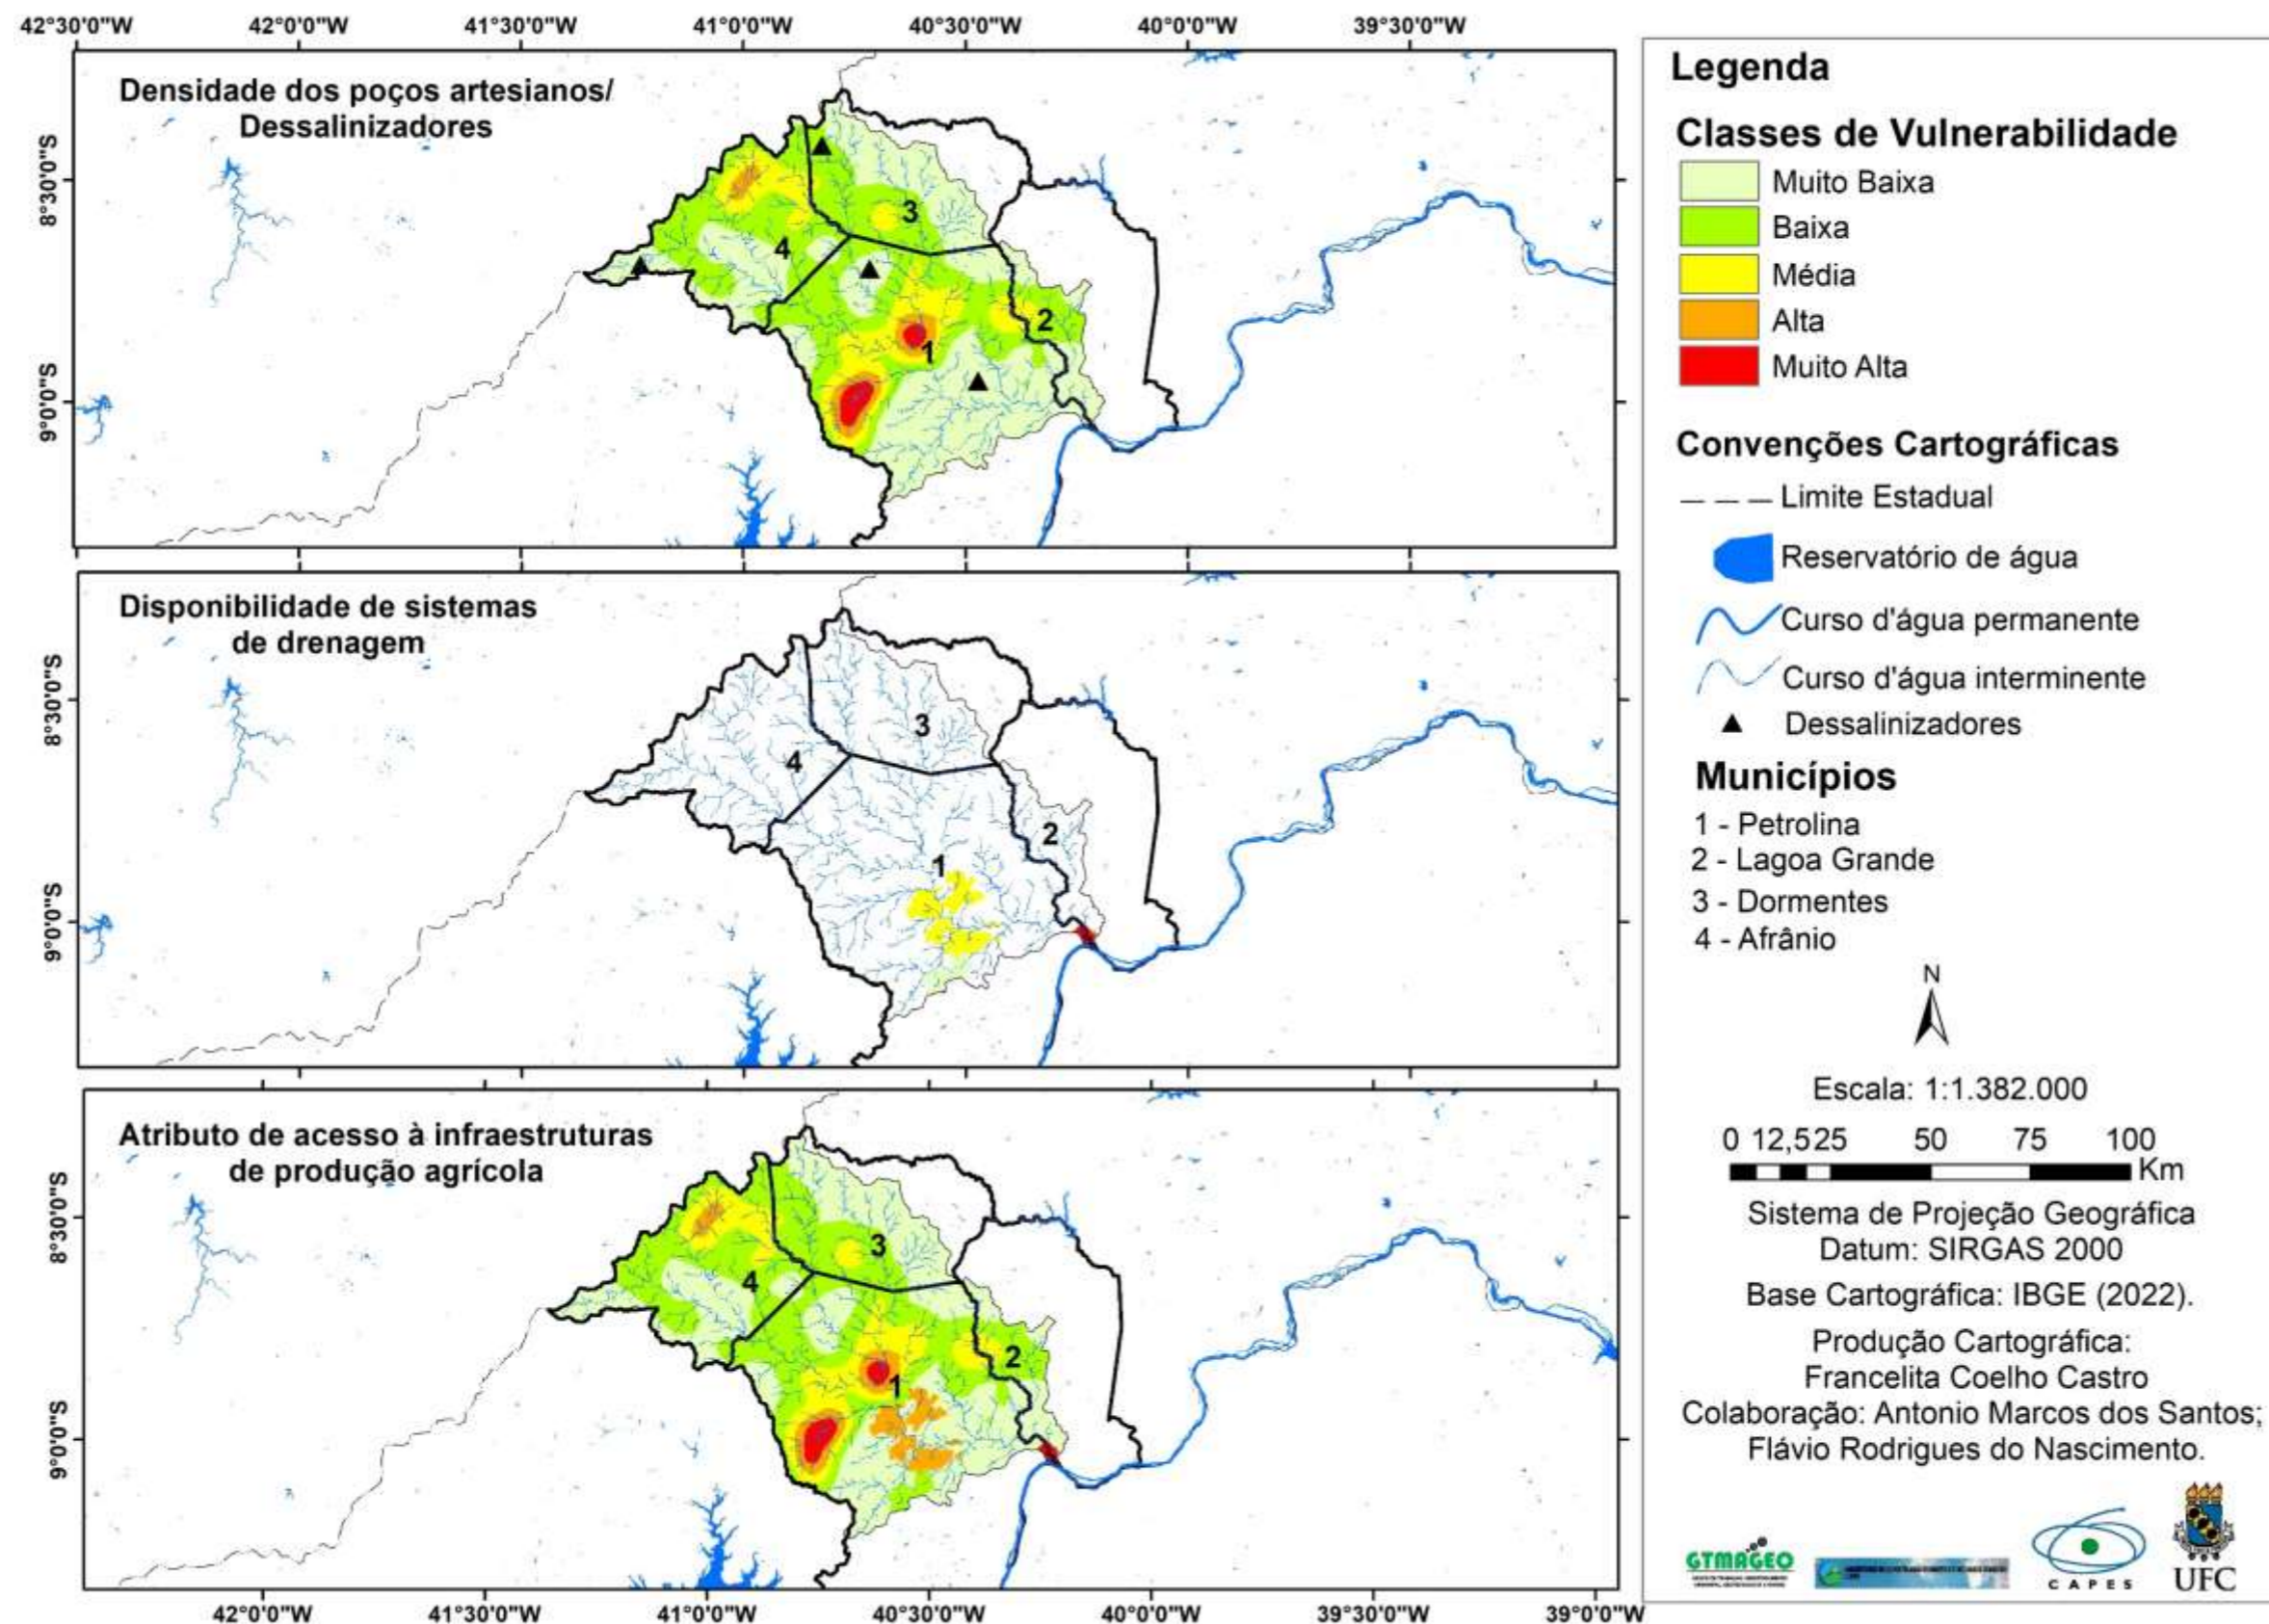 42°30'0"W 42°0'0"W 41°30'0"W 41°0'0"W 40°30'0"W 40°0'0"W 39°30'0"W
Densidade dos poços artesianos/
Dessalinizadores
8°30'0"S
9°0'0"S
3
4
2
1
Disponibilidade de sistemas
de drenagem
8°30'0"S
9°0'0"S
3
4
2
1
Atributo de acesso à infraestruturas
de produção agrícola
8°30'0"S
9°0'0"S
3
4
2
1
42°0'0"W 41°30'0"W 41°0'0"W 40°30'0"W 40°0'0"W 39°30'0"W 39°0'0"W
Legenda
Classes de Vulnerabilidade
Muito Baixa
Baixa
Média
Alta
Muito Alta
Convenções Cartográficas
Limite Estadual
Reservatório de água
Curso d'água permanente
Curso d'água interminente
Dessalinizadores
Municípios
1 - Petrolina
2 - Lagoa Grande
3 - Dormentes
4 - Afrânio
N
Escala: 1:1.382.000
0 12,525 50 75 100
Km
Sistema de Projeção Geográfica
Datum: SIRGAS 2000
Base Cartográfica: IBGE (2022).
Produção Cartográfica:
Francelita Coelho Castro
Colaboração: Antonio Marcos dos Santos;
Flávio Rodrigues do Nascimento.
GTMAGEO
CAPES
UFC